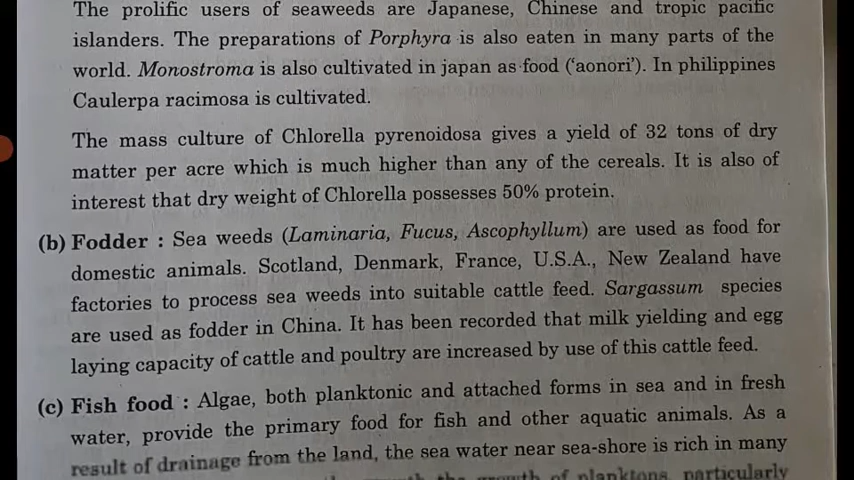 The prolific users of seaweeds are Japanese, Chinese and tropic pacific
islanders. The preparations of Porphyra is also eaten in many parts of the
world. Monostroma is also cultivated in japan as food (‘aonori’). In philippines
Caulerpa racimosa is cultivated.
The mass culture of Chlorella pyrenoidosa gives a yield of 32 tons of dry
matter per acre which is much higher than any of the cereals. It is also of
interest that dry weight of Chlorella possesses 50% protein.
(b) Fodder : Sea weeds (Laminaria, Fucus, Ascophyllum) are used as food for
domestic animals. Scotland, Denmark, France, U.S.A., New Zealand have
factories to process sea weeds into suitable cattle feed. Sargassum species
are used as fodder in China. It has been recorded that milk yielding and egg
laying capacity of cattle and poultry are increased by use of this cattle feed.
(c) Fish food : Algae, both planktonic and attached forms in sea and in fresh
water, provide the primary food for fish and other aquatic animals. As a
result of drainage from the land, the sea water near sea-shore is rich in many
the growth of planktons, particularly